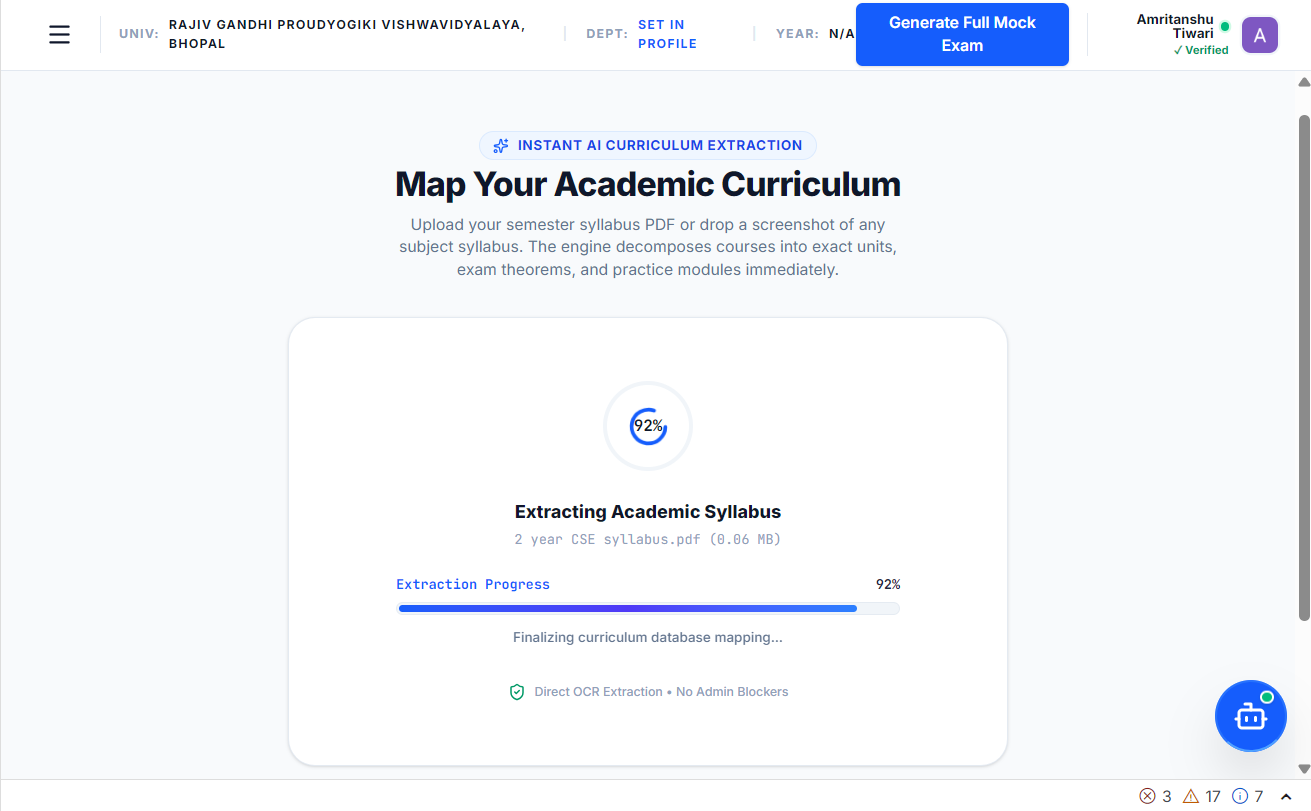 UNIV: RAJIV GANDHI PROUDYOGIKI VISHWAVIDYALAYA,
BHOPAL
DEPT: SET IN
PROFILE
YEAR: N/A
Generate Full Mock
Exam
Amritanshu
Tiwari
✓ Verified
A
INSTANT AI CURRICULUM EXTRACTION
Map Your Academic Curriculum
Upload your semester syllabus PDF or drop a screenshot of any
subject syllabus. The engine decomposes courses into exact units,
exam theorems, and practice modules immediately.
92%
Extracting Academic Syllabus
2 year CSE syllabus.pdf (0.06 MB)
Extraction Progress 92%
Finalizing curriculum database mapping...
Direct OCR Extraction • No Admin Blockers
3 17 7